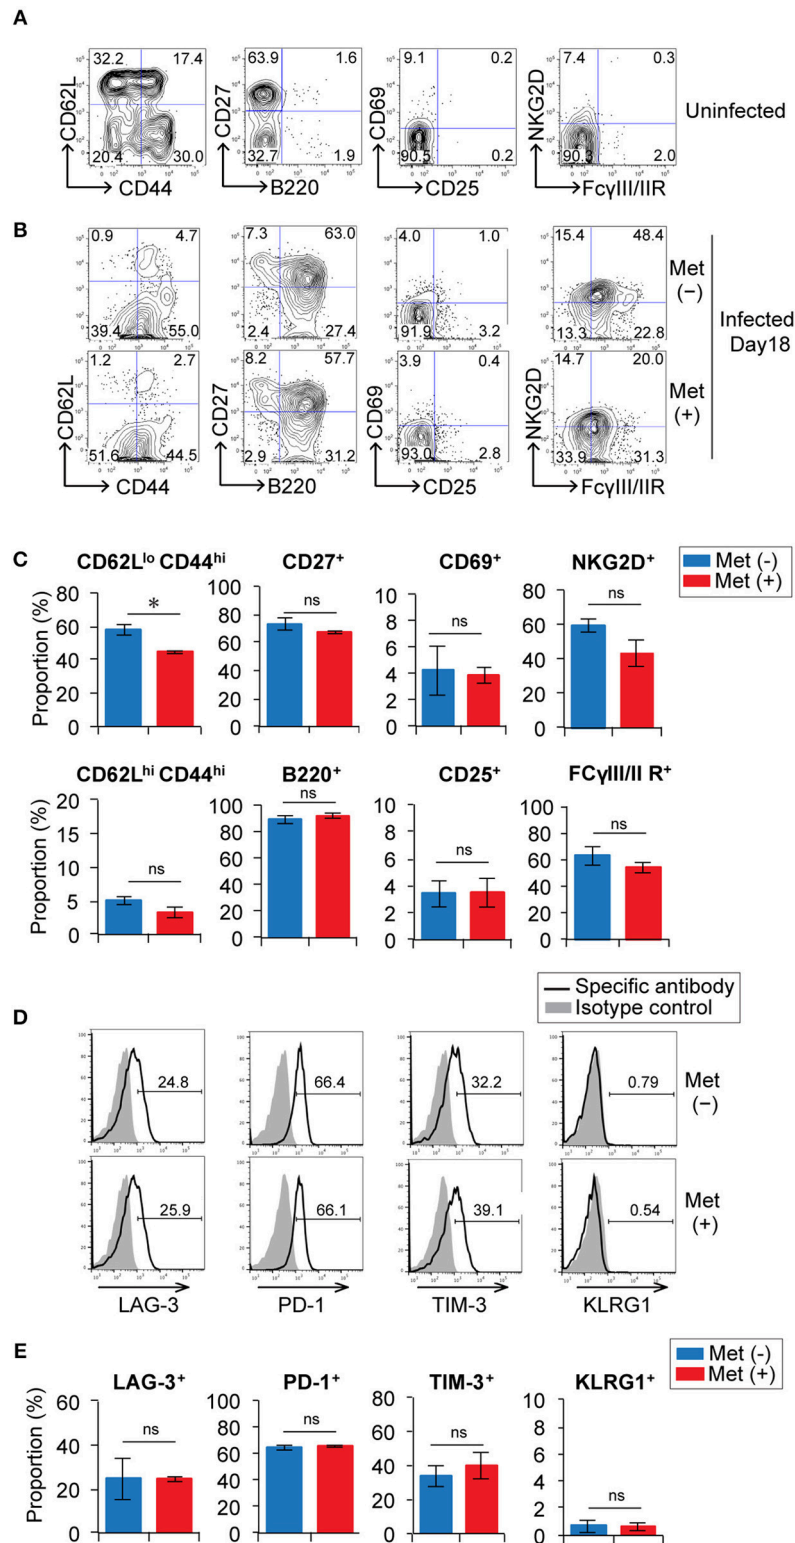 A
32.2 17.4
20.4 30.0
CD62L
CD44
63.9 1.6
32.7 1.9
CD27
B220
9.1 0.2
90.5 0.2
CD69
CD25
7.4 0.3
90.3 2.0
NKG2D
FcγIII/IIR
Uninfected
B
0.9 4.7
39.4 55.0
7.3 63.0
2.4 27.4
4.0 1.0
91.9 3.2
15.4 48.4
13.3 22.8
Met
(−)
1.2 2.7
51.6 44.5
CD62L
CD44
8.2 57.7
2.9 31.2
CD27
B220
3.9 0.4
93.0 2.8
CD69
CD25
14.7 20.0
33.9 31.3
NKG2D
FcγIII/IIR
Met
(+)
Infected
Day18
C
Met (-)
Met (+)
CD62Llo CD44hi
Proportion (%)
80
60
40
20
0
*
CD27+
100
80
60
40
20
0
ns
CD69+
10
8
6
4
2
0
ns
NKG2D+
80
60
40
20
0
ns
CD62Lhi CD44hi
Proportion (%)
20
15
10
5
0
ns
B220+
100
80
60
40
20
0
ns
CD25+
10
8
6
4
2
0
ns
FCγIII/II R+
100
80
60
40
20
0
ns
Specific antibody
Isotype control
D
24.8
66.4
32.2
0.79
Met
(−)
25.9
66.1
39.1
0.54
Met
(+)
LAG-3
PD-1
TIM-3
KLRG1
E
Met (-)
Met (+)
LAG-3+
Proportion (%)
60
40
20
0
ns
PD-1+
100
80
60
40
20
0
ns
TIM-3+
80
60
40
20
0
ns
KLRG1+
10
8
6
4
2
0
ns